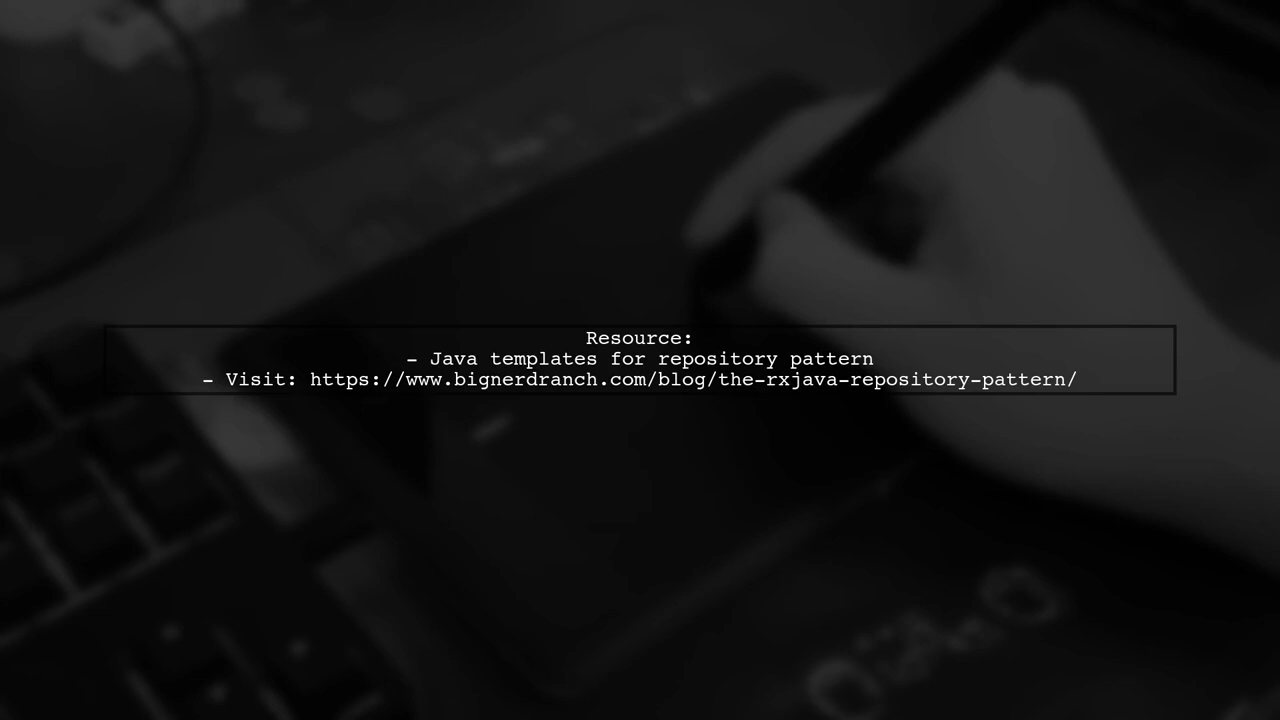 Resource:
- Java templates for repository pattern
- Visit: https://www.bignerdranch.com/blog/the-rxjava-repository-pattern/